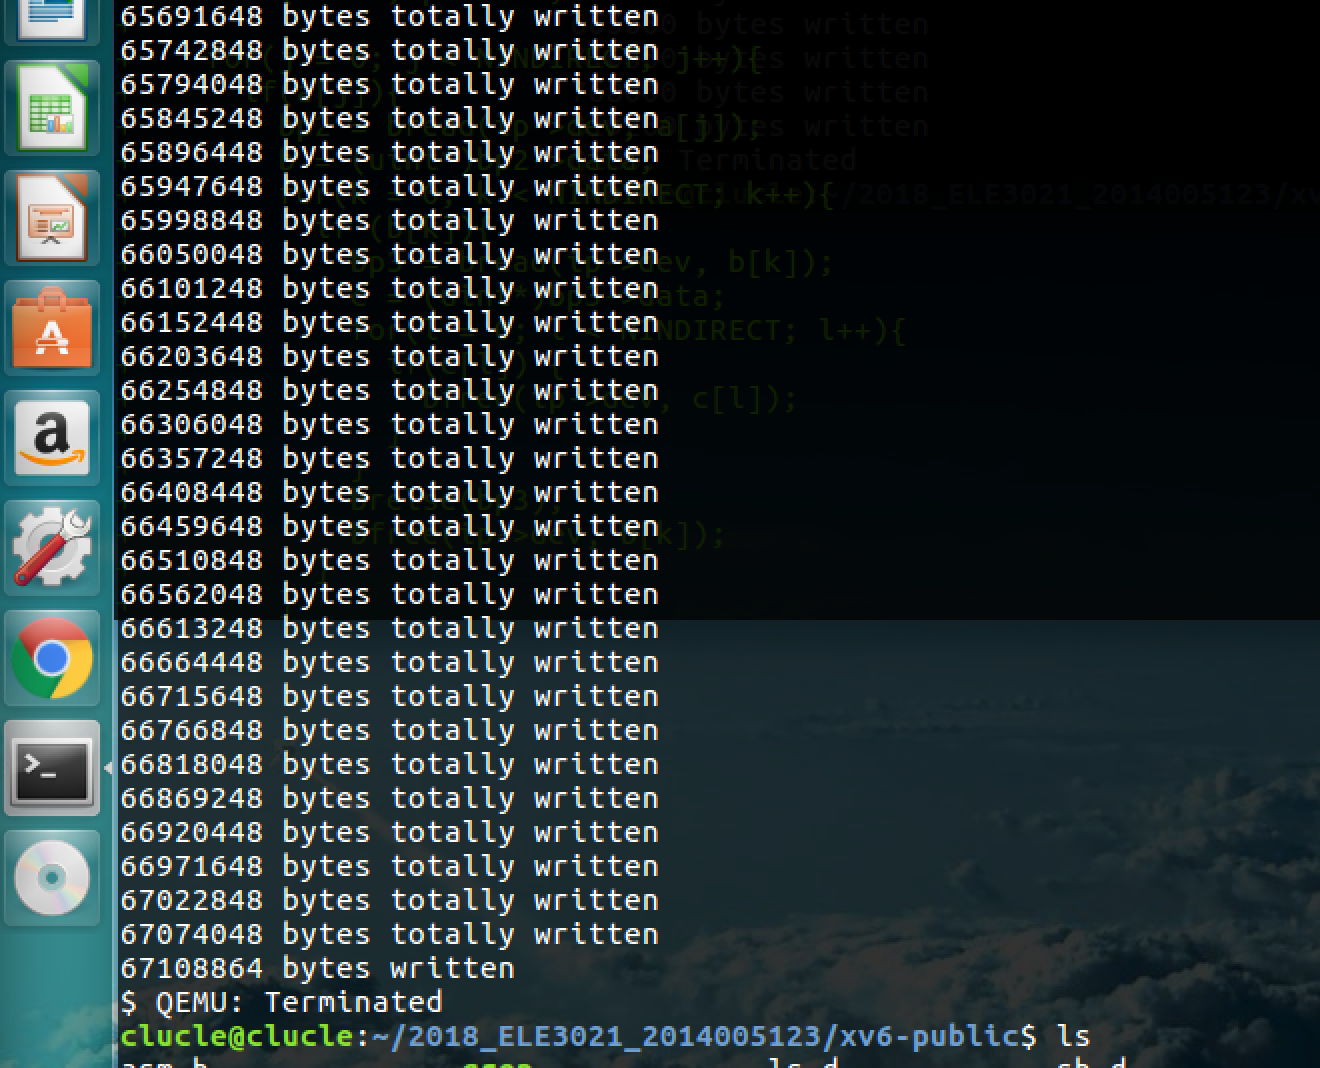 65691648 bytes totally written
65742848 bytes totally written
65794048 bytes totally written
65845248 bytes totally written
65896448 bytes totally written
65947648 bytes totally written
65998848 bytes totally written
66050048 bytes totally written
66101248 bytes totally written
66152448 bytes totally written
66203648 bytes totally written
66254848 bytes totally written
66306048 bytes totally written
66357248 bytes totally written
66408448 bytes totally written
66459648 bytes totally written
66510848 bytes totally written
66562048 bytes totally written
66613248 bytes totally written
66664448 bytes totally written
66715648 bytes totally written
66766848 bytes totally written
66818048 bytes totally written
66869248 bytes totally written
66920448 bytes totally written
66971648 bytes totally written
67022848 bytes totally written
67074048 bytes totally written
67108864 bytes written
$ QEMU: Terminated
clucle@clucle:~/2018_ELE3021_2014005123/xv6-public$ ls